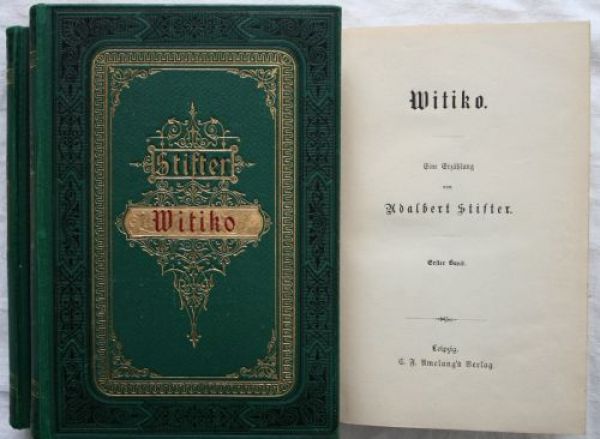 Stifter
Witiko
Witiko.
Eine Erzählung
von
Adalbert Stifter.
Erster Band.
Leipzig.
C. F. Amelang's Verlag.